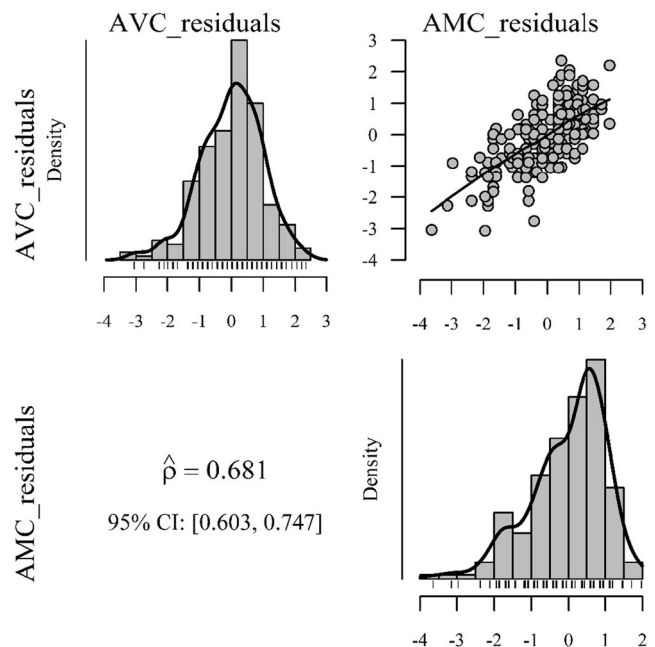 AVC_residuals
AMC_residuals
AVC_residuals
Density
3
2
1
0
-1
-2
-3
-4
-4 -3 -2 -1 0 1 2 3
-4 -3 -2 -1 0 1 2 3
AMC_residuals
ρ̂ = 0.681
95% CI: [0.603, 0.747]
Density
-4 -3 -2 -1 0 1 2